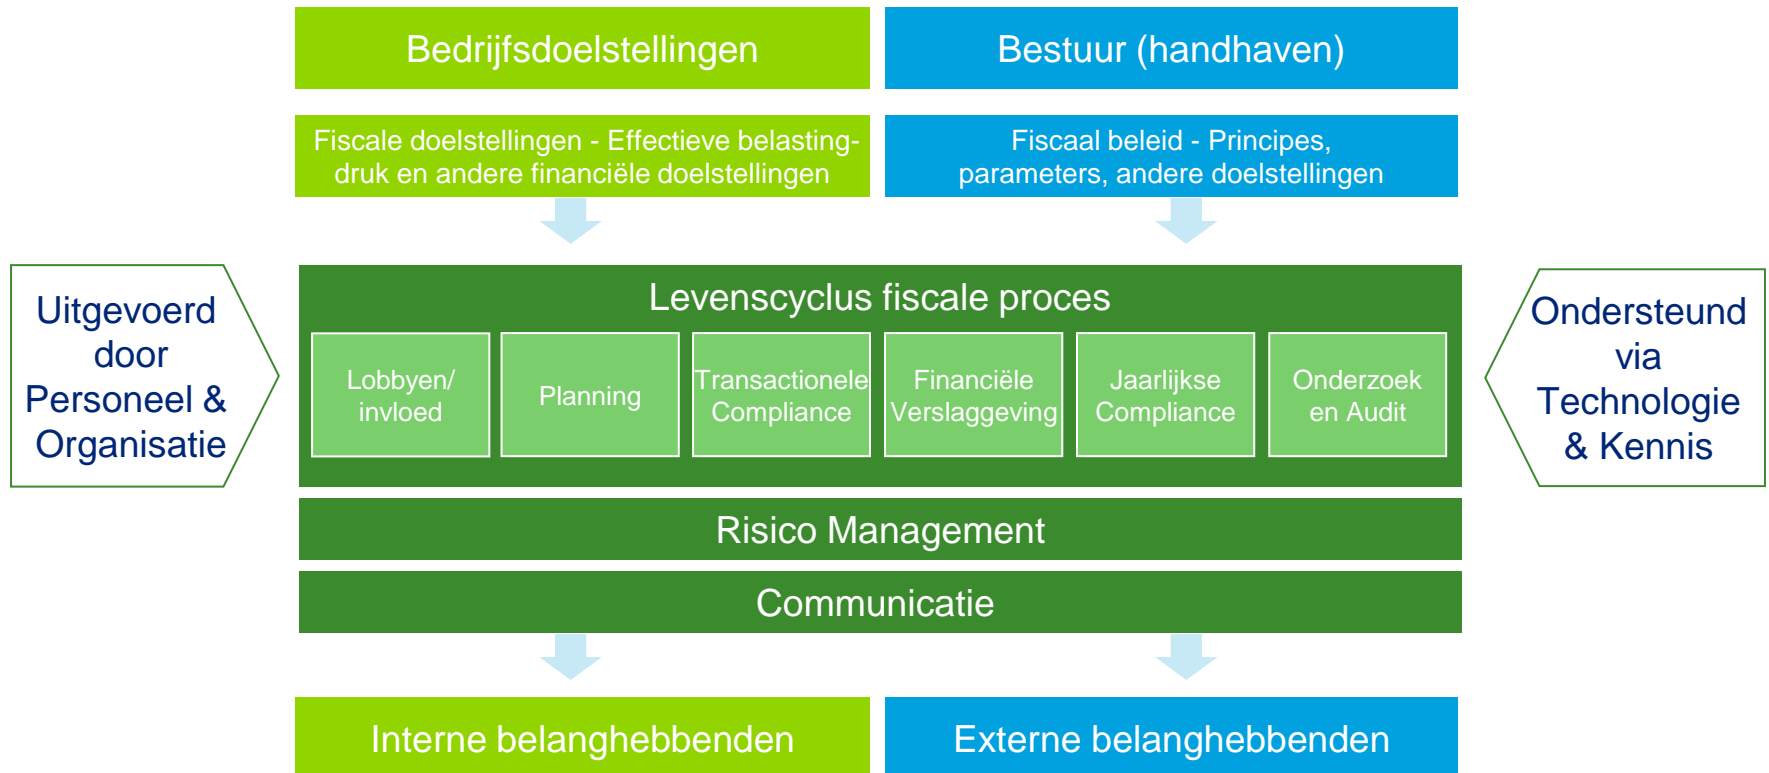 Bedrijfsdoelstellingen
Bestuur (handhaven)
Fiscale doelstellingen - Effectieve belasting-
druk en andere financiële doelstellingen
Fiscaal beleid - Principes,
parameters, andere doelstellingen
Uitgevoerd
door
Personeel &
Organisatie
Levenscyclus fiscale proces
Lobbyen/
invloed
Planning
Transactionele
Compliance
Financiële
Verslaggeving
Jaarlijkse
Compliance
Onderzoek
en Audit
Ondersteund
via
Technologie
& Kennis
Risico Management
Communicatie
Interne belanghebbenden
Externe belanghebbenden